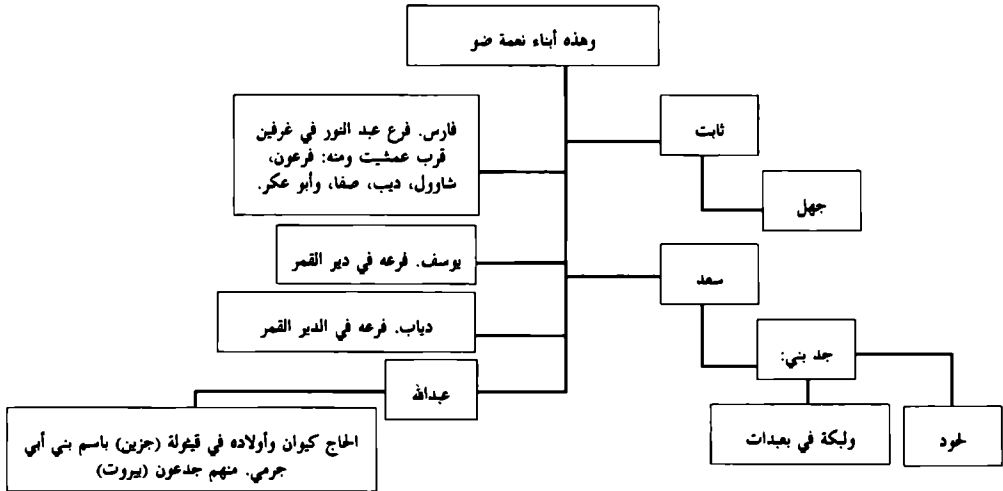 وهذه أبناء نعمة ضو
ثابت
جهل
فارس. فرع عبد النور في غرفين
قرب عمشيت ومنه: فرعون،
شاوول، ديب، صفا، وأبو عكر.
سعد
يوسف. فرعه في دير القمر
جد بني:
دياب. فرعه في الدير القمر
لحود
وليكة في بعبدات
عبدالله
الحاج كيوان وأولاده في قيثولة (جزين) باسم بني أبي
جرمي. منهم جدعون (بيروت)